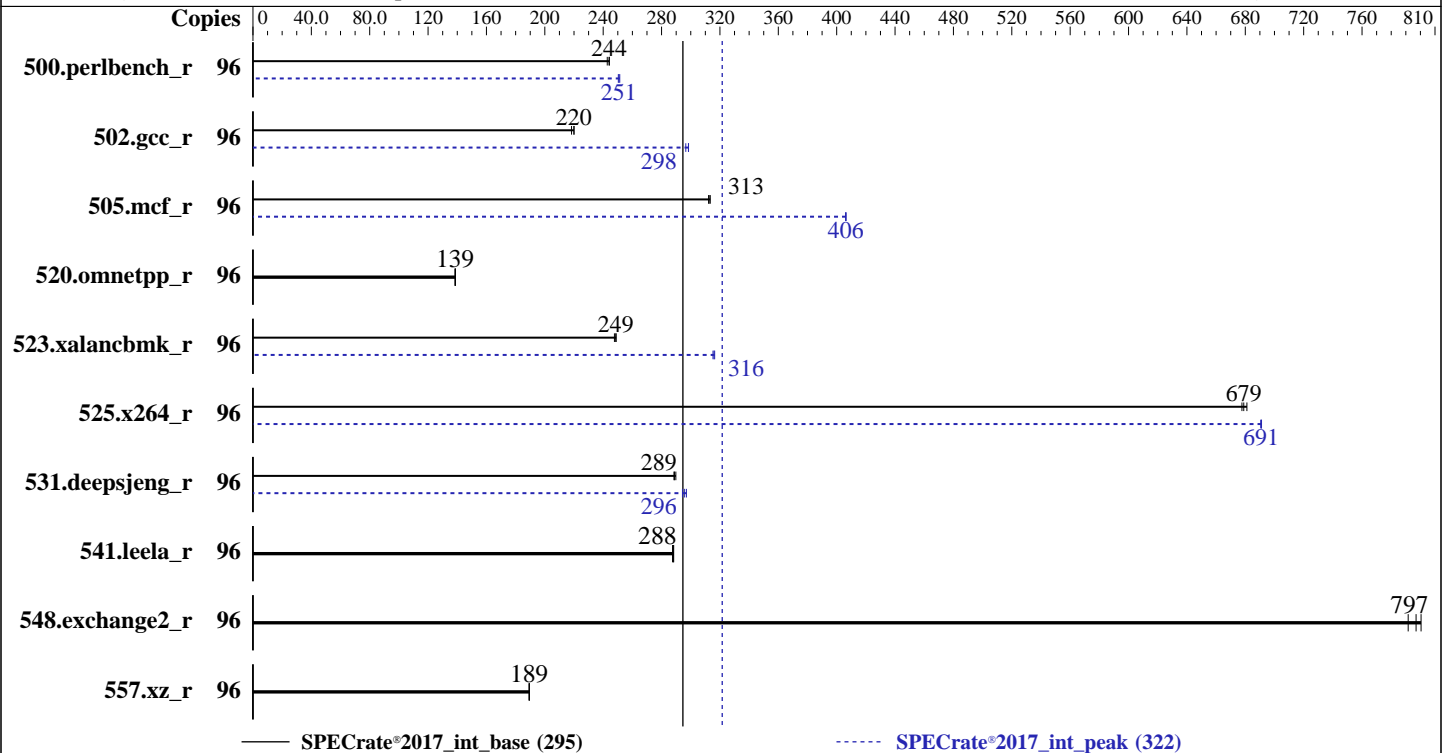 Copies 0 40.0 80.0 120 160 200 240 280 320 360 400 440 480 520 560 600 640 680 720 760 810
500.perlbench_r 96 244
251
502.gcc_r 96 220
298
505.mcf_r 96 313
406
520.omnetpp_r 96 139
523.xalancbmk_r 96 249
316
525.x264_r 96 679
691
531.deepsjeng_r 96 289
296
541.leela_r 96 288
548.exchange2_r 96 797
557.xz_r 96 189
SPECrate®2017_int_base (295) SPECrate®2017_int_peak (322)